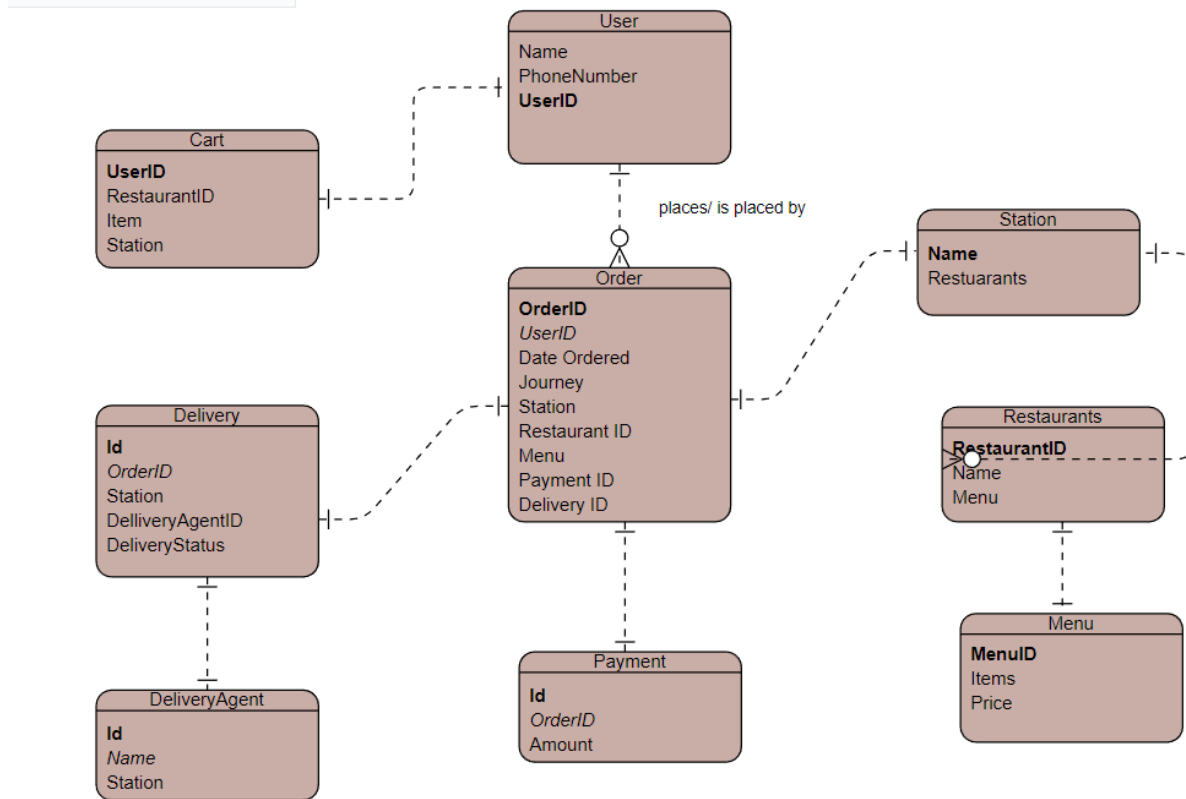 User
Name
PhoneNumber
UserID
Cart
UserID
RestaurantID
Item
Station
places/ is placed by
Station
Name
Restuarants
Order
OrderID
UserID
Date Ordered
Journey
Station
Restaurant ID
Menu
Payment ID
Delivery ID
Delivery
Id
OrderID
Station
DelliveryAgentID
DeliveryStatus
Restaurants
RestaurantID
Name
Menu
Menu
MenuID
Items
Price
Payment
Id
OrderID
Amount
DeliveryAgent
Id
Name
Station